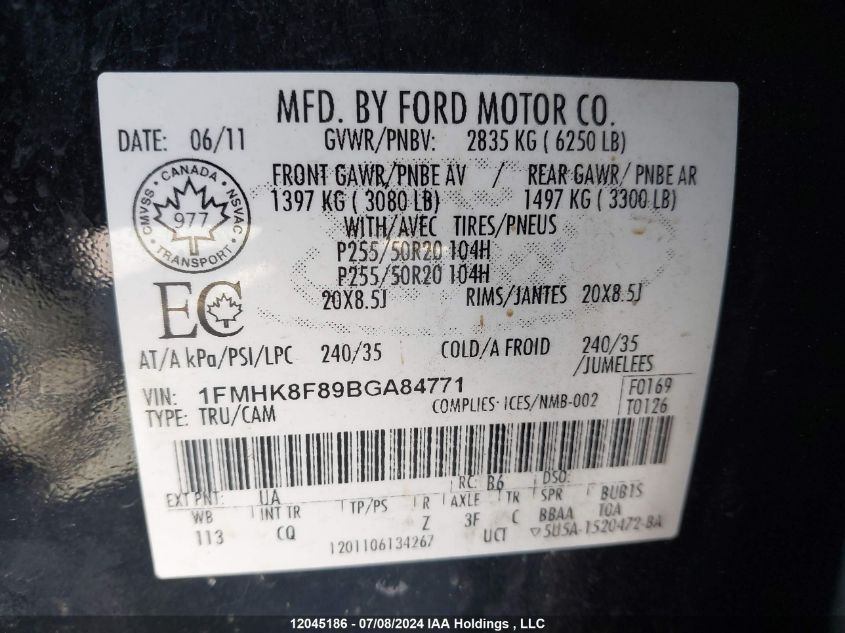 MFD. BY FORD MOTOR CO.
DATE: 06/11 GVWR/PNBV: 2835 KG ( 6250 LB)
FRONT GAWR/PNBE AV / REAR GAWR/ PNBE AR
1397 KG ( 3080 LB) 1497 KG ( 3300 LB)
WITH/AVEC TIRES/PNEUS
P255/50R20 104H
P255/50R20 104H
20X8.5J RIMS/JANTES 20X8.5J
CANADA
CMVSS NSVAC
977
TRANSPORT
EC
AT/A kPa/PSI/LPC 240/35 COLD/A FROID 240/35
/JUMELEES
VIN: 1FMHK8F89BGA84771 F0169
TYPE: TRU/CAM COMPLIES: ICES/NMB-002 T0126
EXT PNT: UA RC: B6 DSO:
WB INT TR TP/PS R AXLE TR SPR BUB1S
113 CQ Z 3F C BBAA TOA
1201106134267 UCT ▽5U5A-1520472-BA
12045186 - 07/08/2024 IAA Holdings , LLC